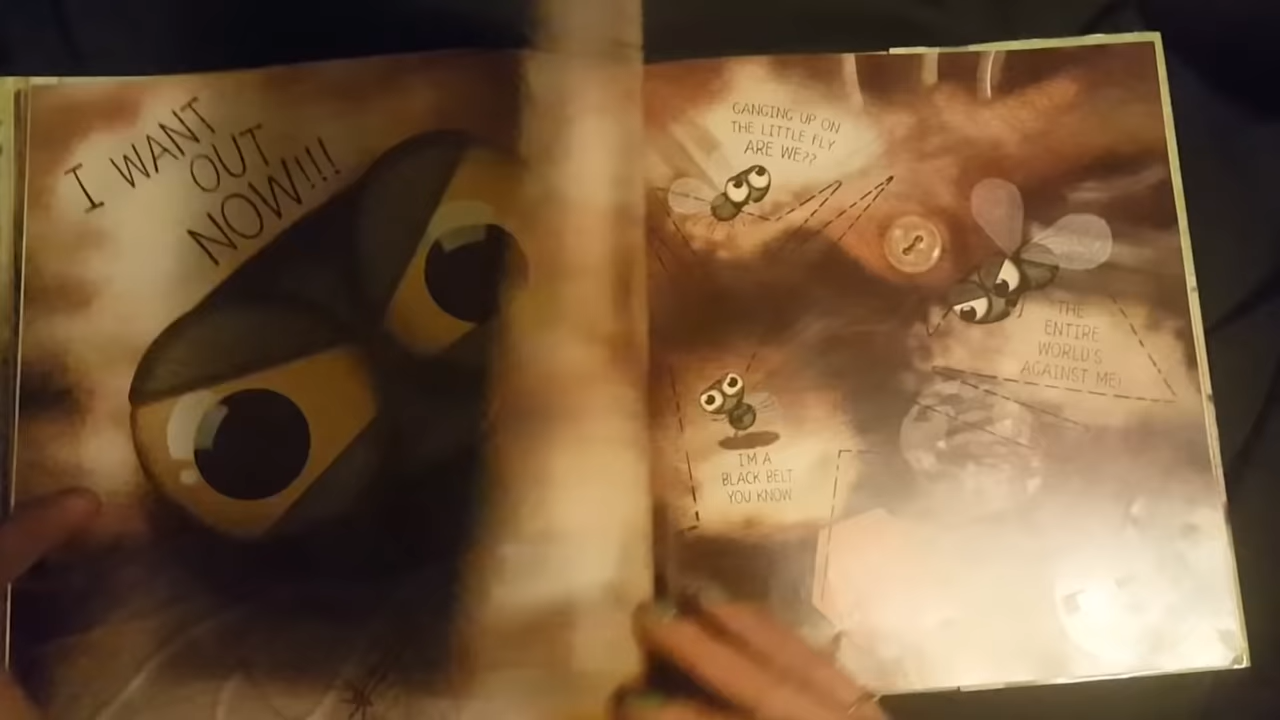 I WANT
OUT
NOW!!!!
GANGING UP ON
THE LITTLE FLY
ARE WE??
THE
ENTIRE
WORLD'S
AGAINST ME!
I'M A
BLACK BELT
YOU KNOW